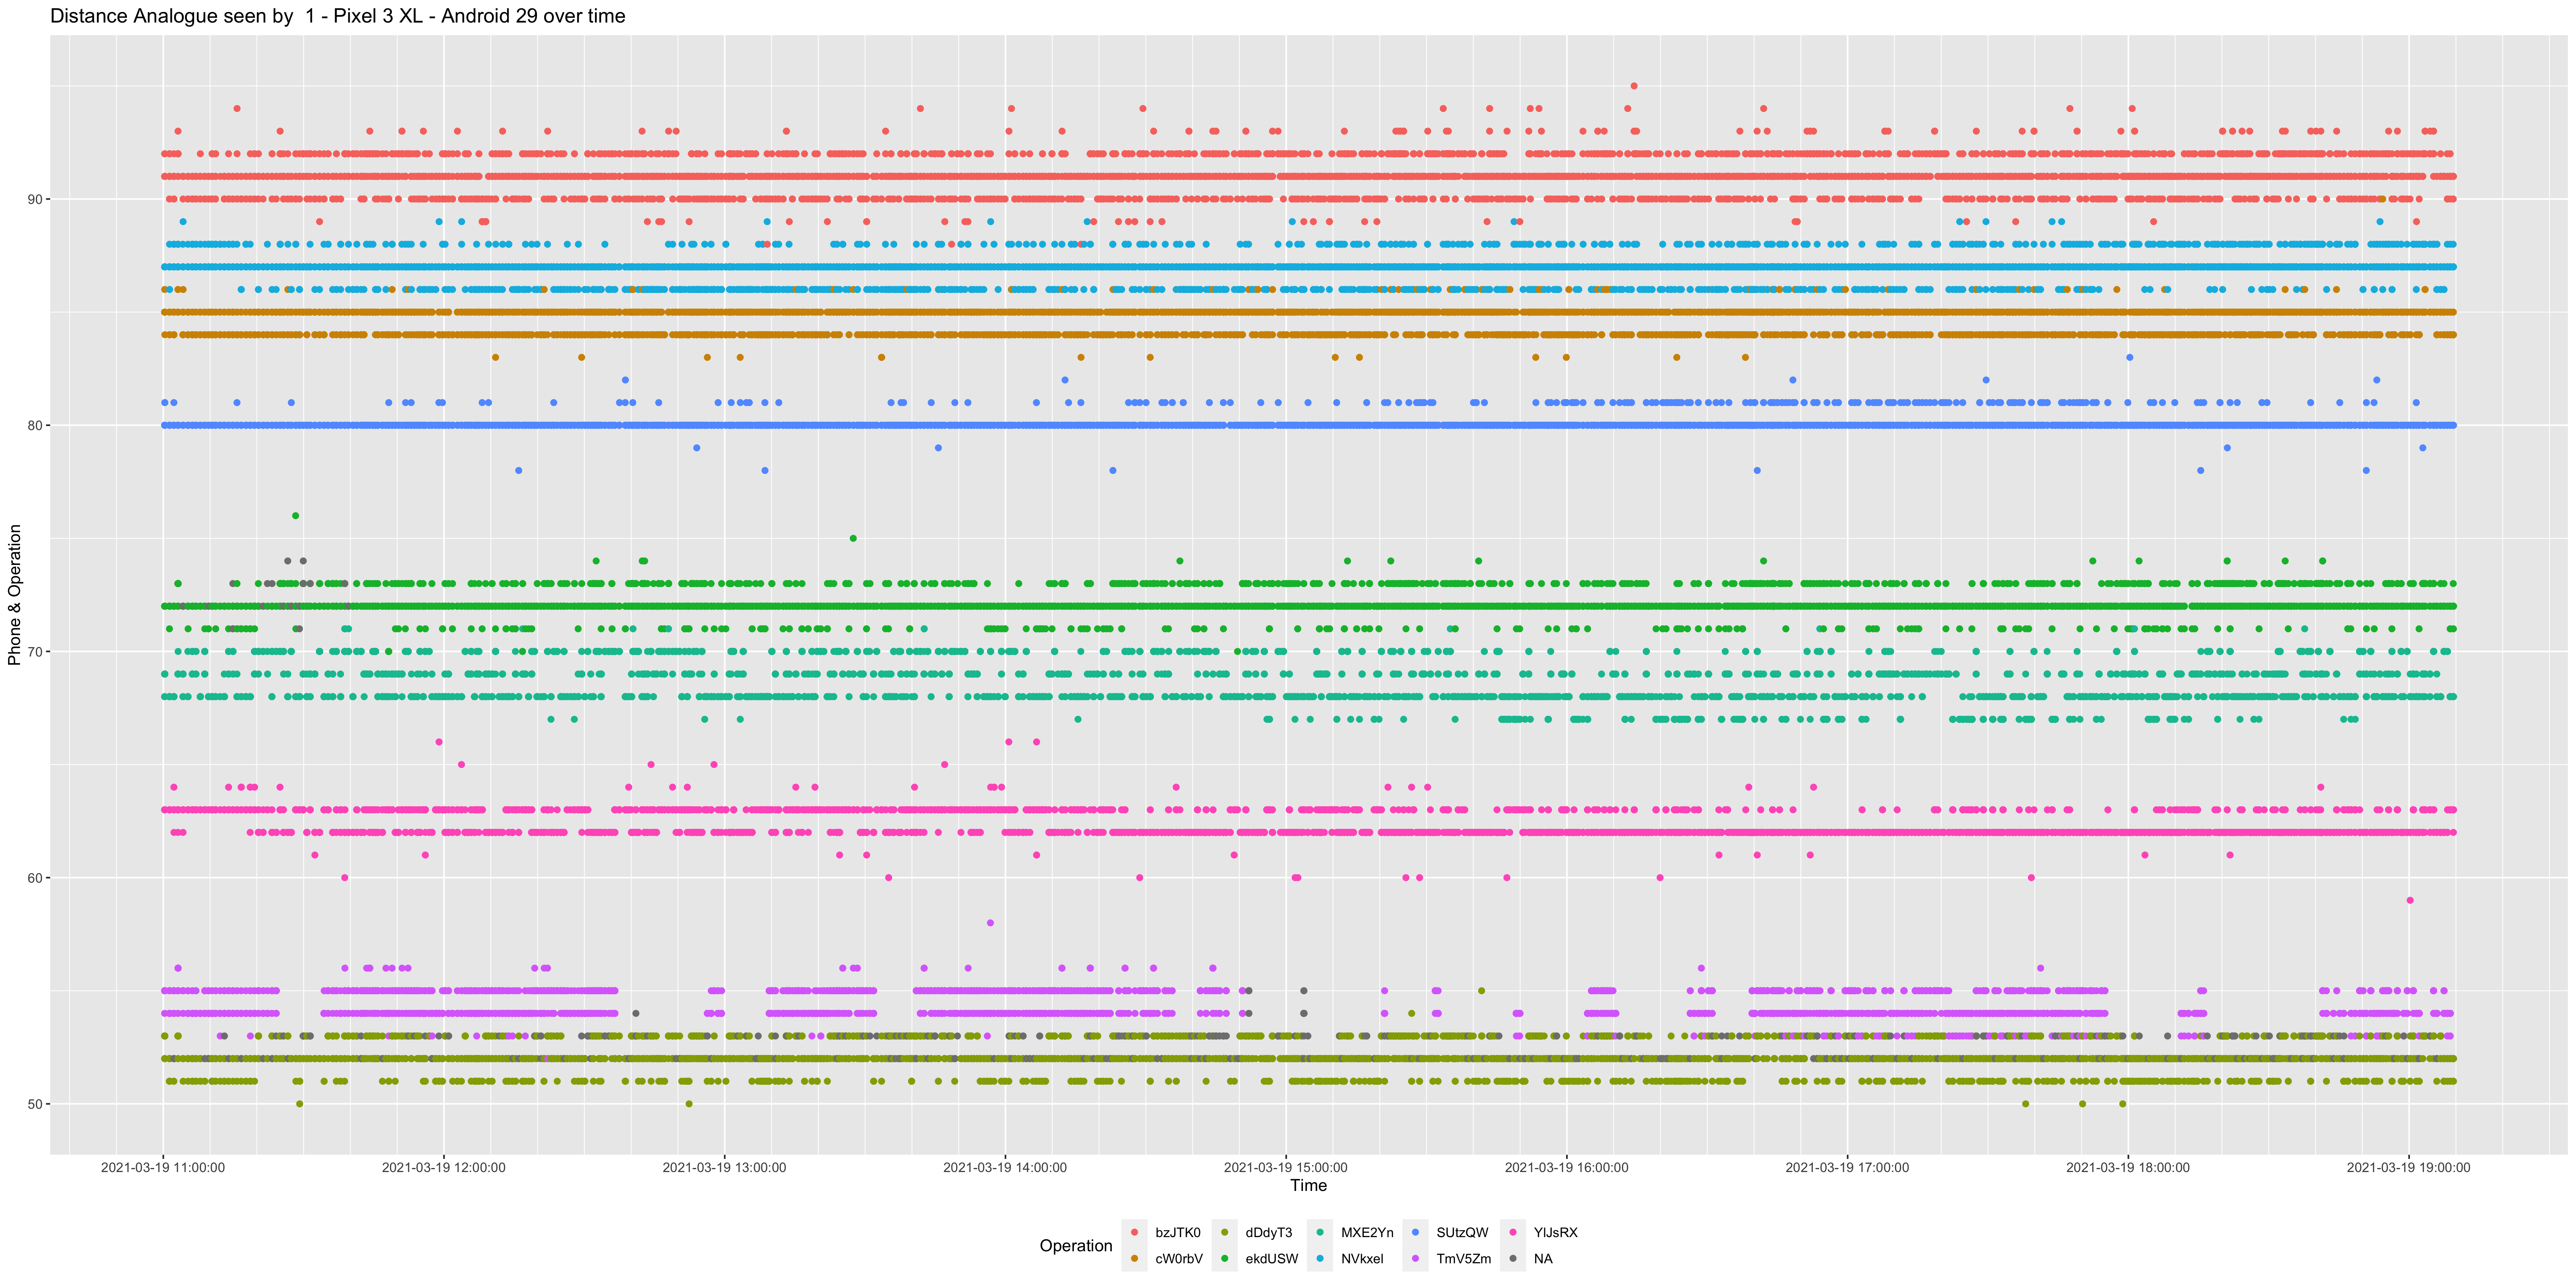 Distance Analogue seen by  1 - Pixel 3 XL - Android 29 over time
Phone & Operation
90
80
70
60
50
2021-03-19 11:00:00 2021-03-19 12:00:00 2021-03-19 13:00:00 2021-03-19 14:00:00 2021-03-19 15:00:00 2021-03-19 16:00:00 2021-03-19 17:00:00 2021-03-19 18:00:00 2021-03-19 19:00:00
Time
Operation
bzJTK0 dDdyT3 MXE2Yn SUtzQW YlJsRX
cW0rbV ekdUSW NVkxel TmV5Zm NA